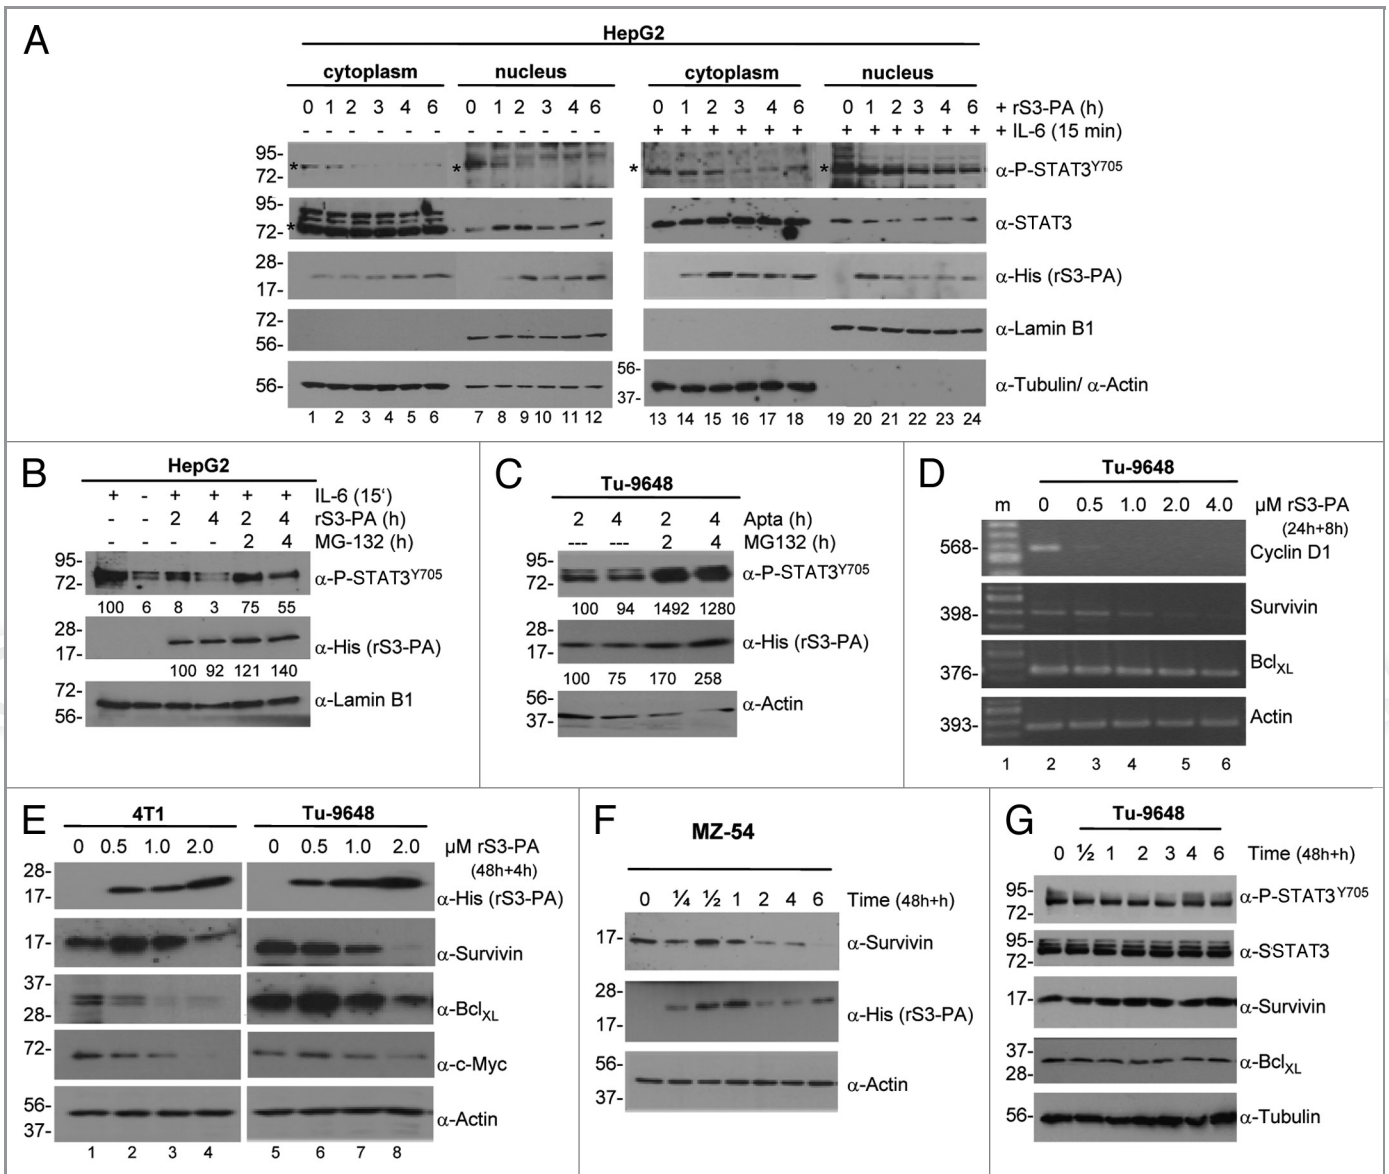 A
HepG2
cytoplasm nucleus cytoplasm nucleus
0 1 2 3 4 6 0 1 2 3 4 6 0 1 2 3 4 6 0 1 2 3 4 6 + rS3-PA (h)
- - - - - - - - - - - - + + + + + + + + + + + + + IL-6 (15 min)
95-
72-
* * * *
α-P-STAT3Y705
95-
72-
*
α-STAT3
28-
17-
α-His (rS3-PA)
72-
56-
α-Lamin B1
56-
56-
37-
α-Tubulin/ α-Actin
1 2 3 4 5 6 7 8 9 10 11 12 13 14 15 16 17 18 19 20 21 22 23 24
B
HepG2
+ - + + + + IL-6 (15‘)
- - 2 4 2 4 rS3-PA (h)
- - - - 2 4 MG-132 (h)
95-
72-
α-P-STAT3Y705
100 6 8 3 75 55
28-
17-
α-His (rS3-PA)
100 92 121 140
72-
56-
α-Lamin B1
C
Tu-9648
2 4 2 4 Apta (h)
--- --- 2 4 MG132 (h)
95-
72-
α-P-STAT3Y705
100 94 1492 1280
28-
17-
α-His (rS3-PA)
100 75 170 258
56-
37-
α-Actin
D
Tu-9648
m 0 0.5 1.0 2.0 4.0 µM rS3-PA
(24h+8h)
568-
Cyclin D1
398-
Survivin
376-
BclXL
393-
Actin
1 2 3 4 5 6
E
4T1 Tu-9648
0 0.5 1.0 2.0 0 0.5 1.0 2.0 µM rS3-PA
(48h+4h)
28-
17-
α-His (rS3-PA)
17-
α-Survivin
37-
28-
α-BclXL
72-
α-c-Myc
56-
37-
α-Actin
1 2 3 4 5 6 7 8
F
MZ-54
0 ¼ ½ 1 2 4 6 Time (48h+h)
17-
α-Survivin
28-
17-
α-His (rS3-PA)
56-
37-
α-Actin
G
Tu-9648
0 ½ 1 2 3 4 6 Time (48h+h)
95-
72-
α-P-STAT3Y705
95-
72-
α-SSTAT3
17-
α-Survivin
37-
28-
α-BclXL
56-
α-Tubulin